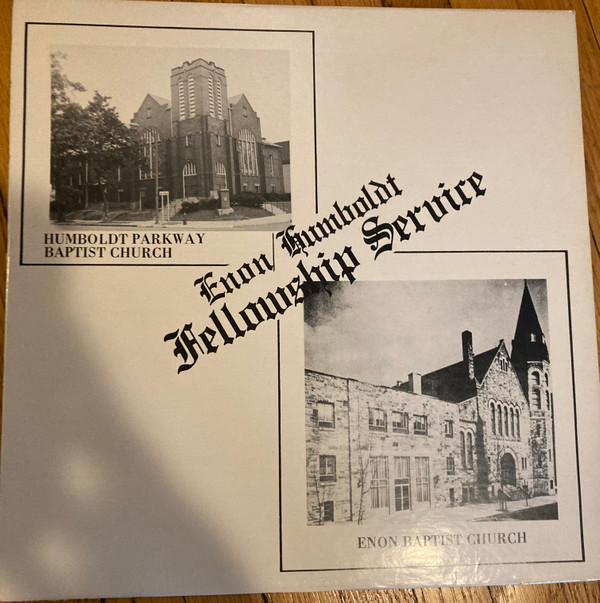 HUMBOLDT PARKWAY
BAPTIST CHURCH
Enon/Humboldt
Fellowship Service
ENON BAPTIST CHURCH